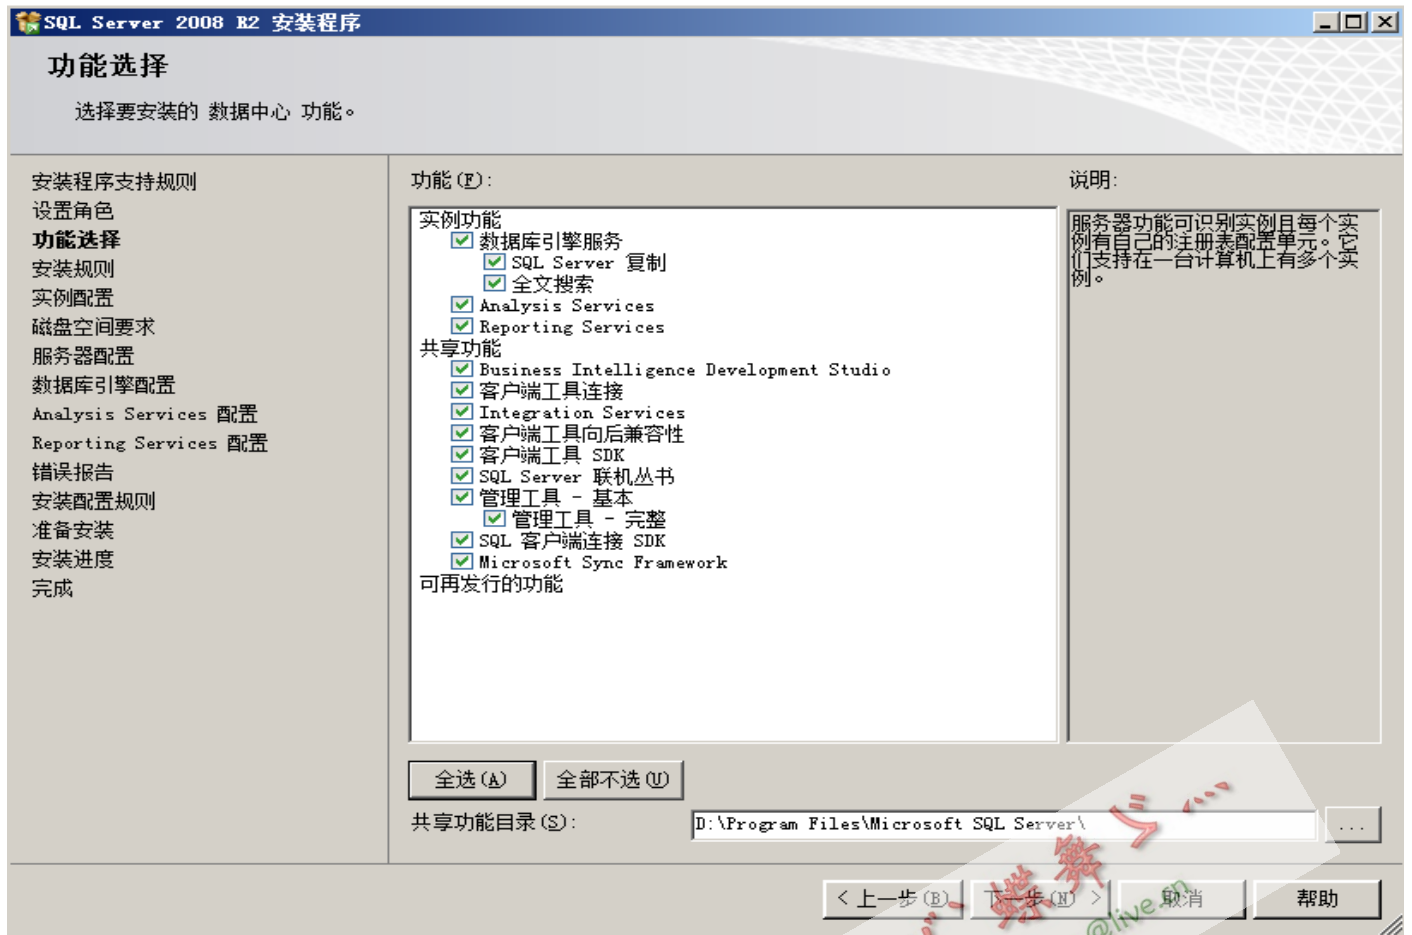 SQL Server 2008 R2 安装程序
功能选择
选择要安装的 数据中心 功能。
安装程序支持规则
设置角色
功能选择
安装规则
实例配置
磁盘空间要求
服务器配置
数据库引擎配置
Analysis Services 配置
Reporting Services 配置
错误报告
安装配置规则
准备安装
安装进度
完成
功能(F):
实例功能
数据库引擎服务
SQL Server 复制
全文搜索
Analysis Services
Reporting Services
共享功能
Business Intelligence Development Studio
客户端工具连接
Integration Services
客户端工具向后兼容性
客户端工具 SDK
SQL Server 联机丛书
管理工具 - 基本
管理工具 - 完整
SQL 客户端连接 SDK
Microsoft Sync Framework
可再发行的功能
说明:
服务器功能可识别实例且每个实
例有自己的注册表配置单元。它
们支持在一台计算机上有多个实
例。
全选(A)
全部不选(U)
共享功能目录(S):
D:\Program Files\Microsoft SQL Server\
...
< 上一步(B)
下一步(N) >
取消
帮助
蝶舞
@live.cn